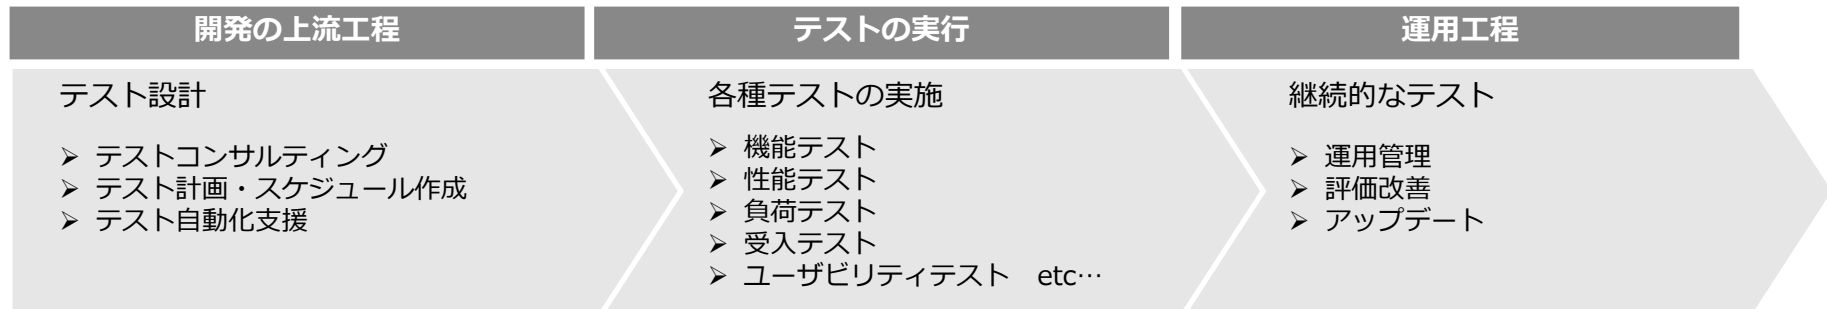 開発の上流工程
テスト設計
➢ テストコンサルティング
➢ テスト計画・スケジュール作成
➢ テスト自動化支援
テストの実行
各種テストの実施
➢ 機能テスト
➢ 性能テスト
➢ 負荷テスト
➢ 受入テスト
➢ ユーザビリティテスト　etc…
運用工程
継続的なテスト
➢ 運用管理
➢ 評価改善
➢ アップデート